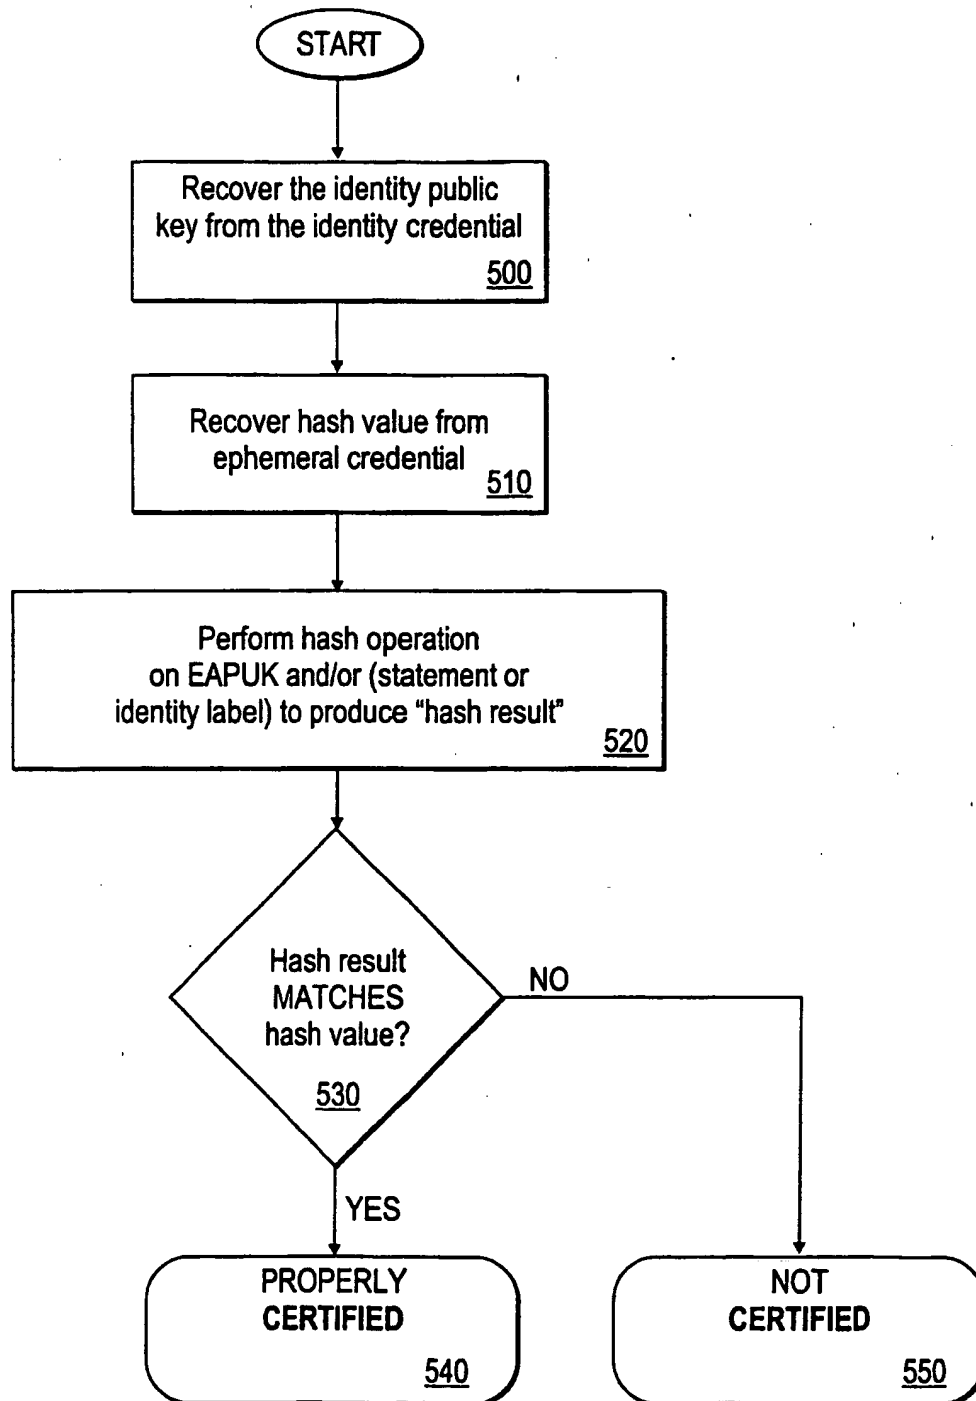 START
Recover the identity public
key from the identity credential
500
Recover hash value from
ephemeral credential
510
Perform hash operation
on EAPUK and/or (statement or
identity label) to produce “hash result”
520
Hash result
MATCHES
hash value?
530
NO
YES
PROPERLY
CERTIFIED
540
NOT
CERTIFIED
550